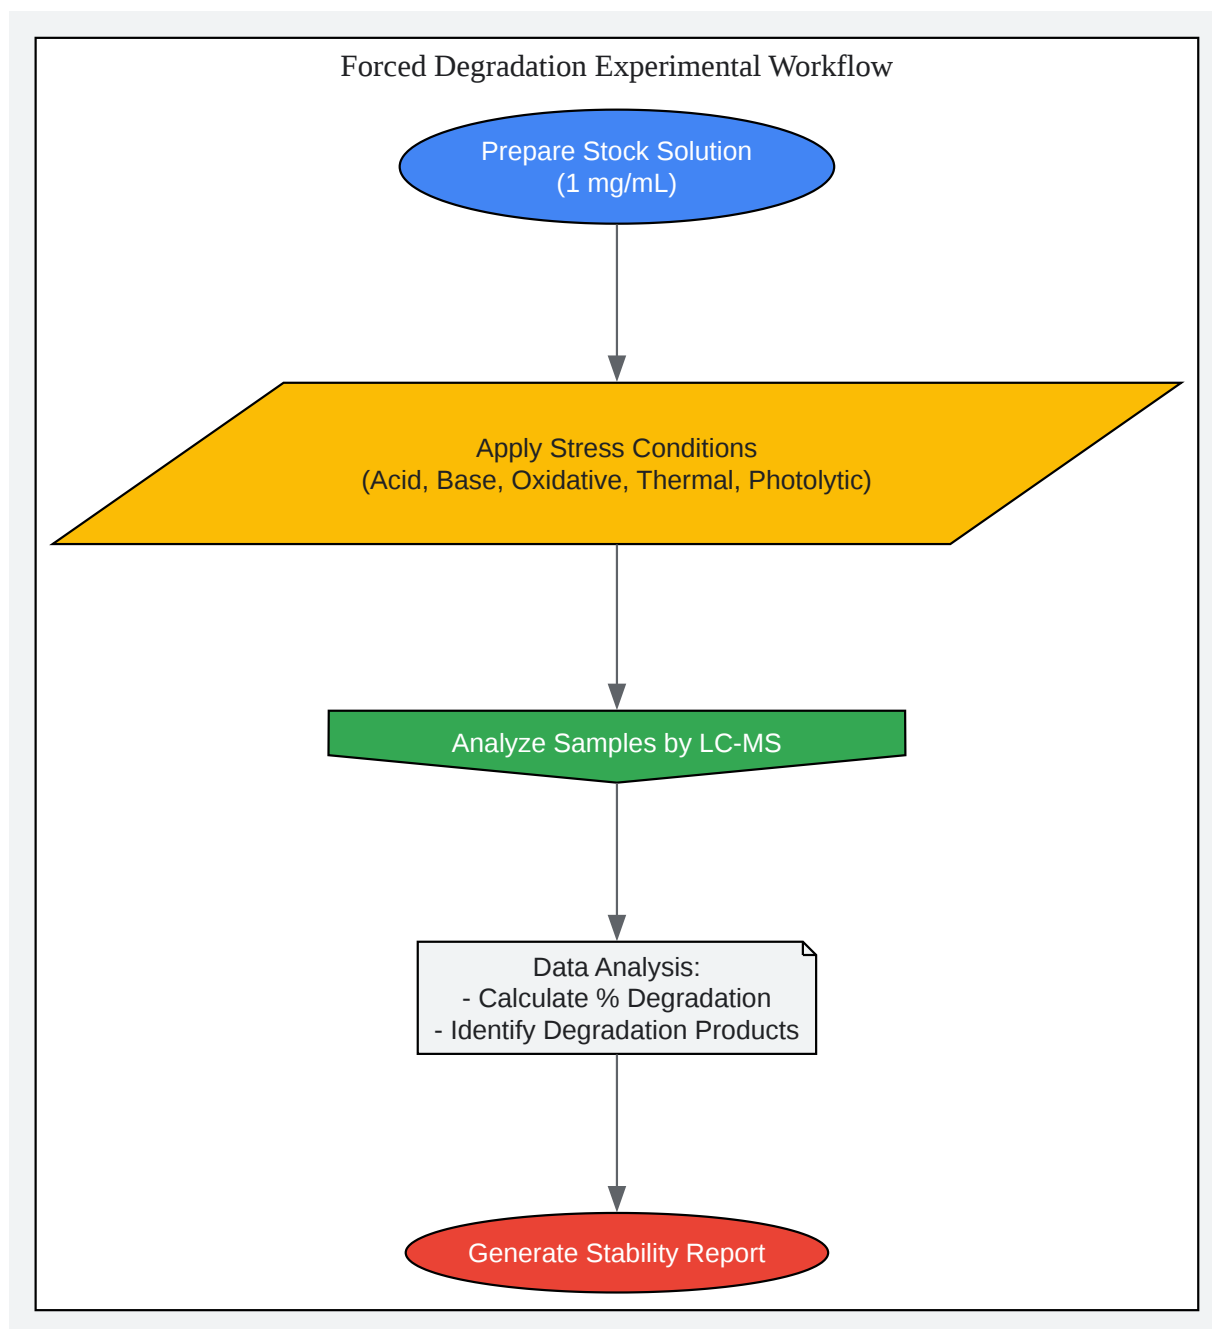 Forced Degradation Experimental Workflow
Prepare Stock Solution
(1 mg/mL)
Apply Stress Conditions
(Acid, Base, Oxidative, Thermal, Photolytic)
Analyze Samples by LC-MS
Data Analysis:
- Calculate % Degradation
- Identify Degradation Products
Generate Stability Report